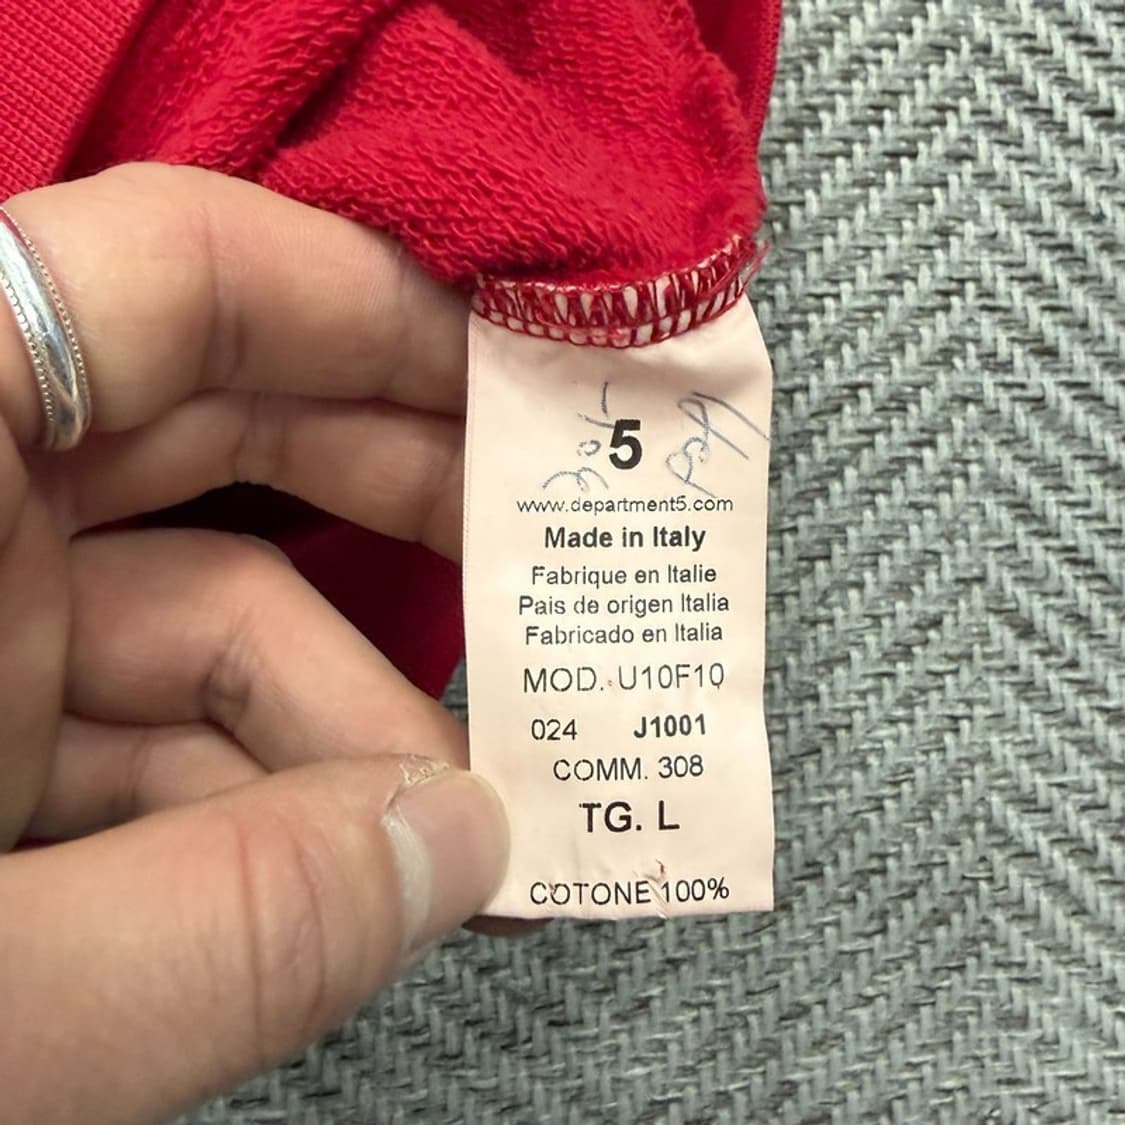 5
www.department5.com
Made in Italy
Fabrique en Italie
Pais de origen Italia
Fabricado en Italia
MOD. U10F10
024 J1001
COMM. 308
TG. L
COTONE 100%